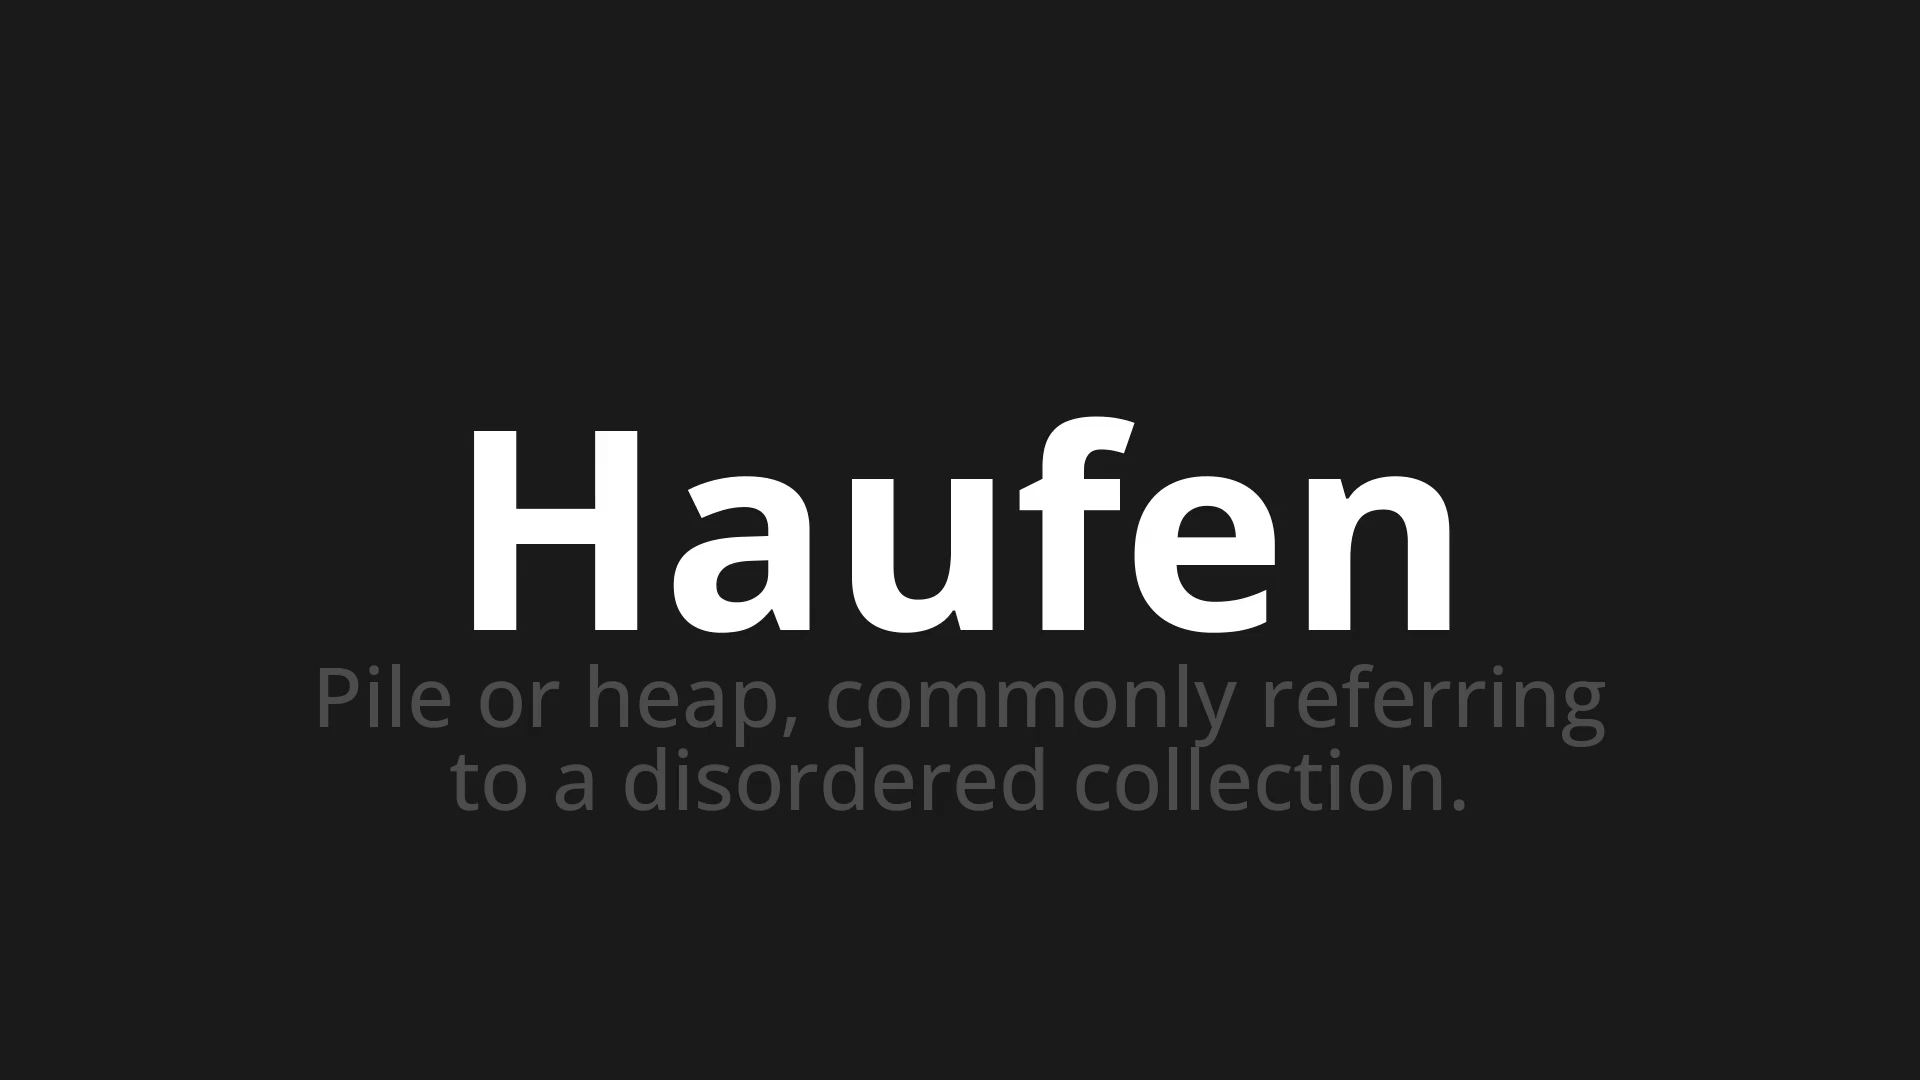 Haufen
Pile or heap, commonly referring
to a disordered collection.